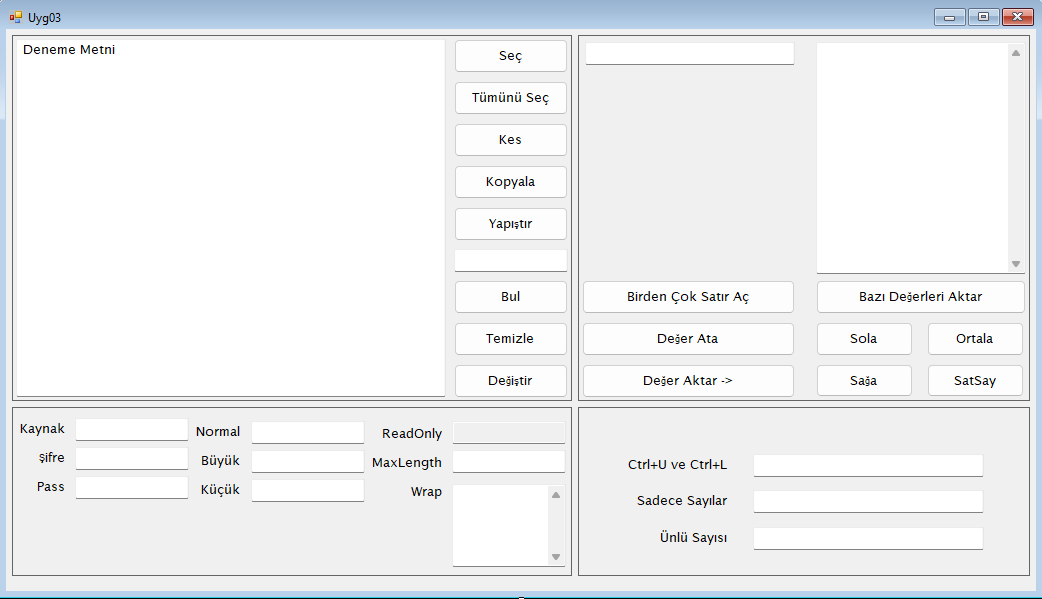 Uyg03
Deneme Metni
Seç
Tümünü Seç
Kes
Kopyala
Yapıştır
Bul
Temizle
Değiştir
Birden Çok Satır Aç
Bazı Değerleri Aktar
Değer Ata
Sola
Ortala
Değer Aktar ->
Sağa
SatSay
Kaynak
şifre
Pass
Normal
Büyük
Küçük
ReadOnly
MaxLength
Wrap
Ctrl+U ve Ctrl+L
Sadece Sayılar
Ünlü Sayısı